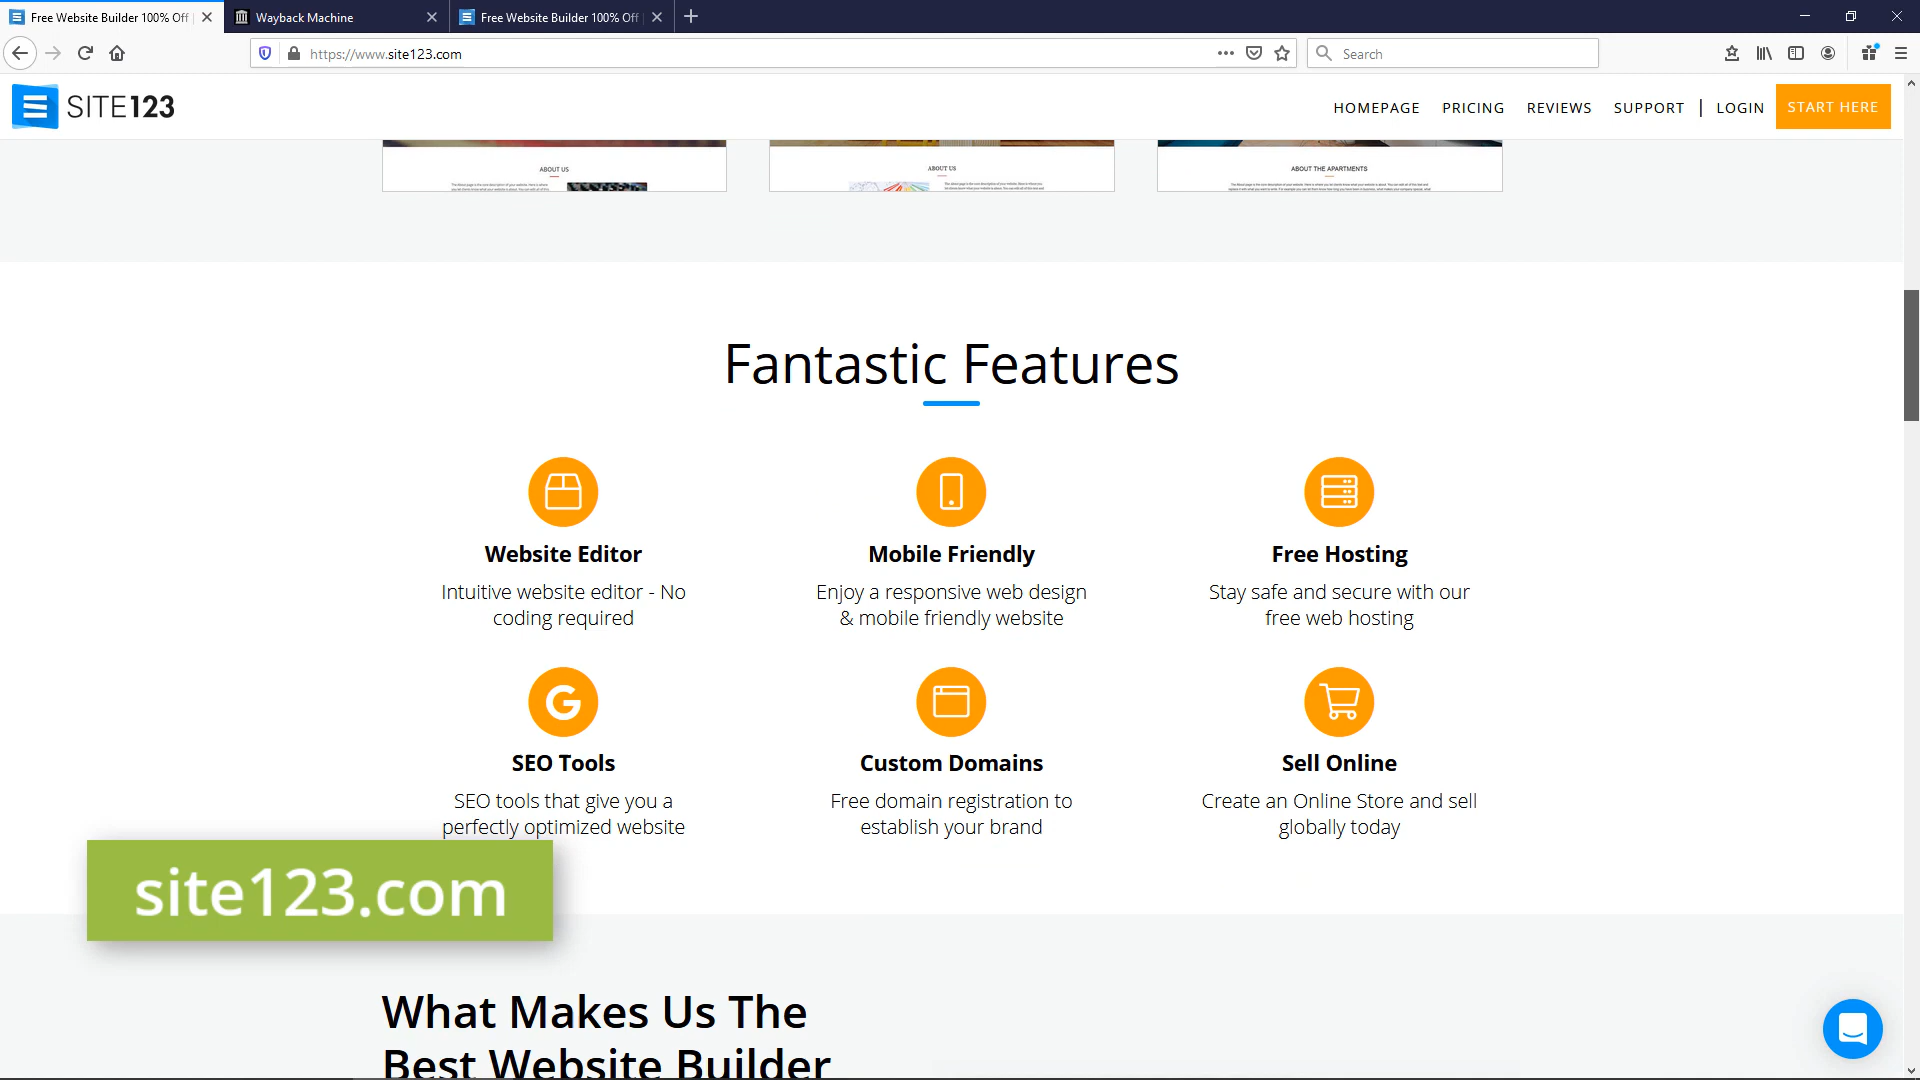 Free Website Builder 100% Off
Wayback Machine
Free Website Builder 100% Off
https://www.site123.com
Search
SITE123
HOMEPAGE
PRICING
REVIEWS
SUPPORT
LOGIN
START HERE
ABOUT US
ABOUT US
ABOUT THE APARTMENTS
Fantastic Features
Website Editor
Intuitive website editor - No
coding required
Mobile Friendly
Enjoy a responsive web design
& mobile friendly website
Free Hosting
Stay safe and secure with our
free web hosting
G
SEO Tools
SEO tools that give you a
perfectly optimized website
Custom Domains
Free domain registration to
establish your brand
Sell Online
Create an Online Store and sell
globally today
site123.com
What Makes Us The
Best Website Builder